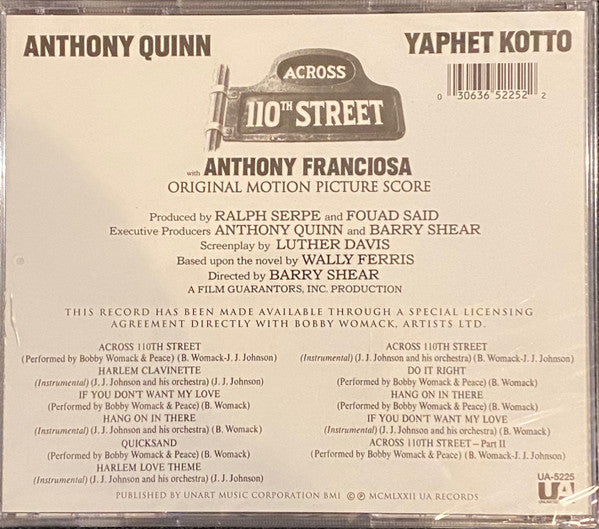 ANTHONY QUINN
YAPHET KOTTO
ACROSS
110TH STREET
0 30636 52252 2
with ANTHONY FRANCIOSA
ORIGINAL MOTION PICTURE SCORE
Produced by RALPH SERPE and FOUAD SAID
Executive Producers ANTHONY QUINN and BARRY SHEAR
Screenplay by LUTHER DAVIS
Based upon the novel by WALLY FERRIS
Directed by BARRY SHEAR
A FILM GUARANTORS, INC. PRODUCTION
THIS RECORD HAS BEEN MADE AVAILABLE THROUGH A SPECIAL LICENSING
AGREEMENT DIRECTLY WITH BOBBY WOMACK, ARTISTS LTD.
ACROSS 110TH STREET
(Performed by Bobby Womack & Peace) (B. Womack-J. J. Johnson)
HARLEM CLAVINETTE
(Instrumental) (J. J. Johnson and his orchestra) (J. J. Johnson)
IF YOU DON'T WANT MY LOVE
(Performed by Bobby Womack & Peace) (B. Womack)
HANG ON IN THERE
(Instrumental) (J. J. Johnson and his orchestra) (B. Womack)
QUICKSAND
(Performed by Bobby Womack & Peace) (B. Womack)
HARLEM LOVE THEME
(Instrumental) (J. J. Johnson and his orchestra) (J. J. Johnson)
ACROSS 110TH STREET
(Instrumental) (J. J. Johnson and his orchestra) (B. Womack-J. J. Johnson)
DO IT RIGHT
(Performed by Bobby Womack & Peace) (B. Womack)
HANG ON IN THERE
(Performed by Bobby Womack & Peace) (B. Womack)
IF YOU DON'T WANT MY LOVE
(Instrumental) (J. J. Johnson and his orchestra) (B. Womack)
ACROSS 110TH STREET – Part II
(Performed by Bobby Womack & Peace) (B. Womack-J. J. Johnson)
UA-5225
UA
PUBLISHED BY UNART MUSIC CORPORATION BMI © ℗ MCMLXXII UA RECORDS